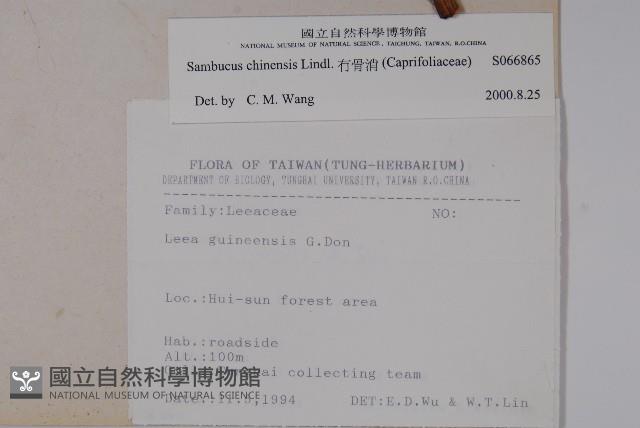 國立自然科學博物館
NATIONAL MUSEUM OF NATURAL SCIENCE, TAICHUNG, TAIWAN, R.O.CHINA
Sambucus chinensis Lindl. 冇骨消 (Caprifoliaceae) S066865
Det. by C. M. Wang 2000.8.25
FLORA OF TAIWAN(TUNG-HERBARIUM)
DEPARTMENT OF BIOLOGY, TUNGHAI UNIVERSITY, TAIWAN R.O.CHINA
Family:Leeaceae NO:
Leea guineensis G.Don
Loc.:Hui-sun forest area
Hab.:roadside
Alt.:100m
collecting team
1994 DET:E.D.Wu & W.T.Lin
國立自然科學博物館
NATIONAL MUSEUM OF NATURAL SCIENCE